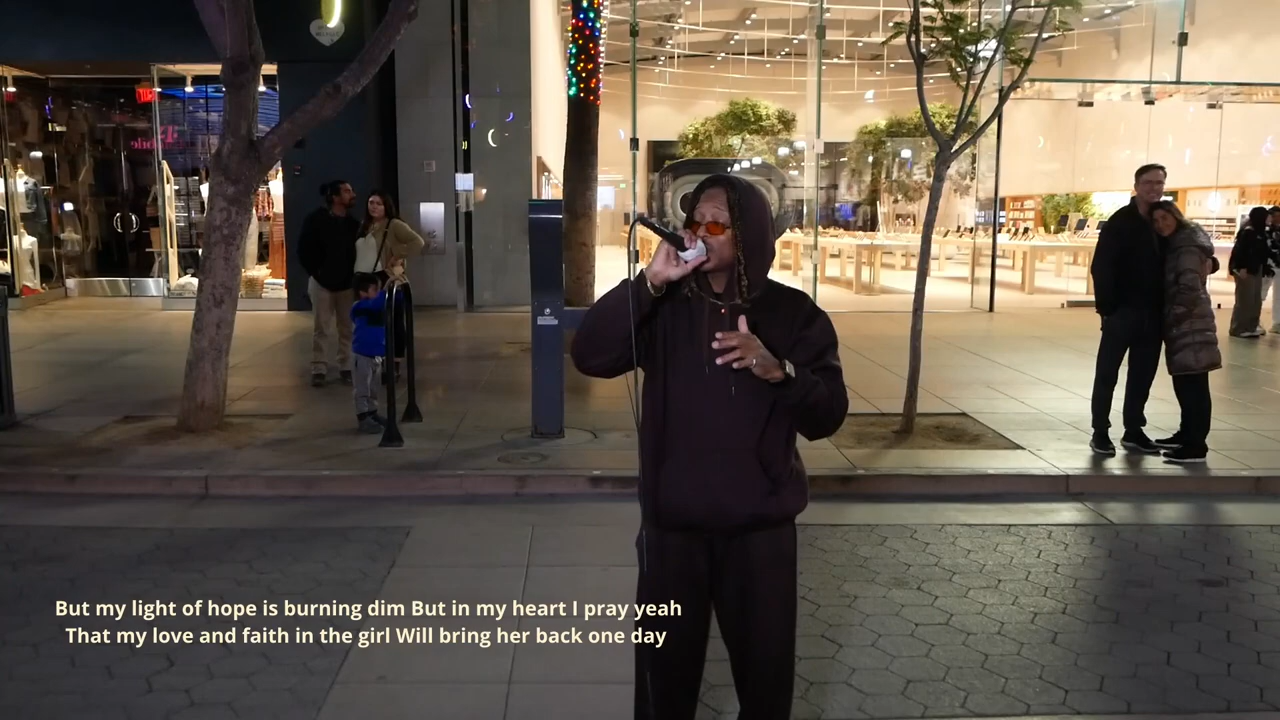 But my light of hope is burning dim But in my heart I pray yeah
That my love and faith in the girl Will bring her back one day